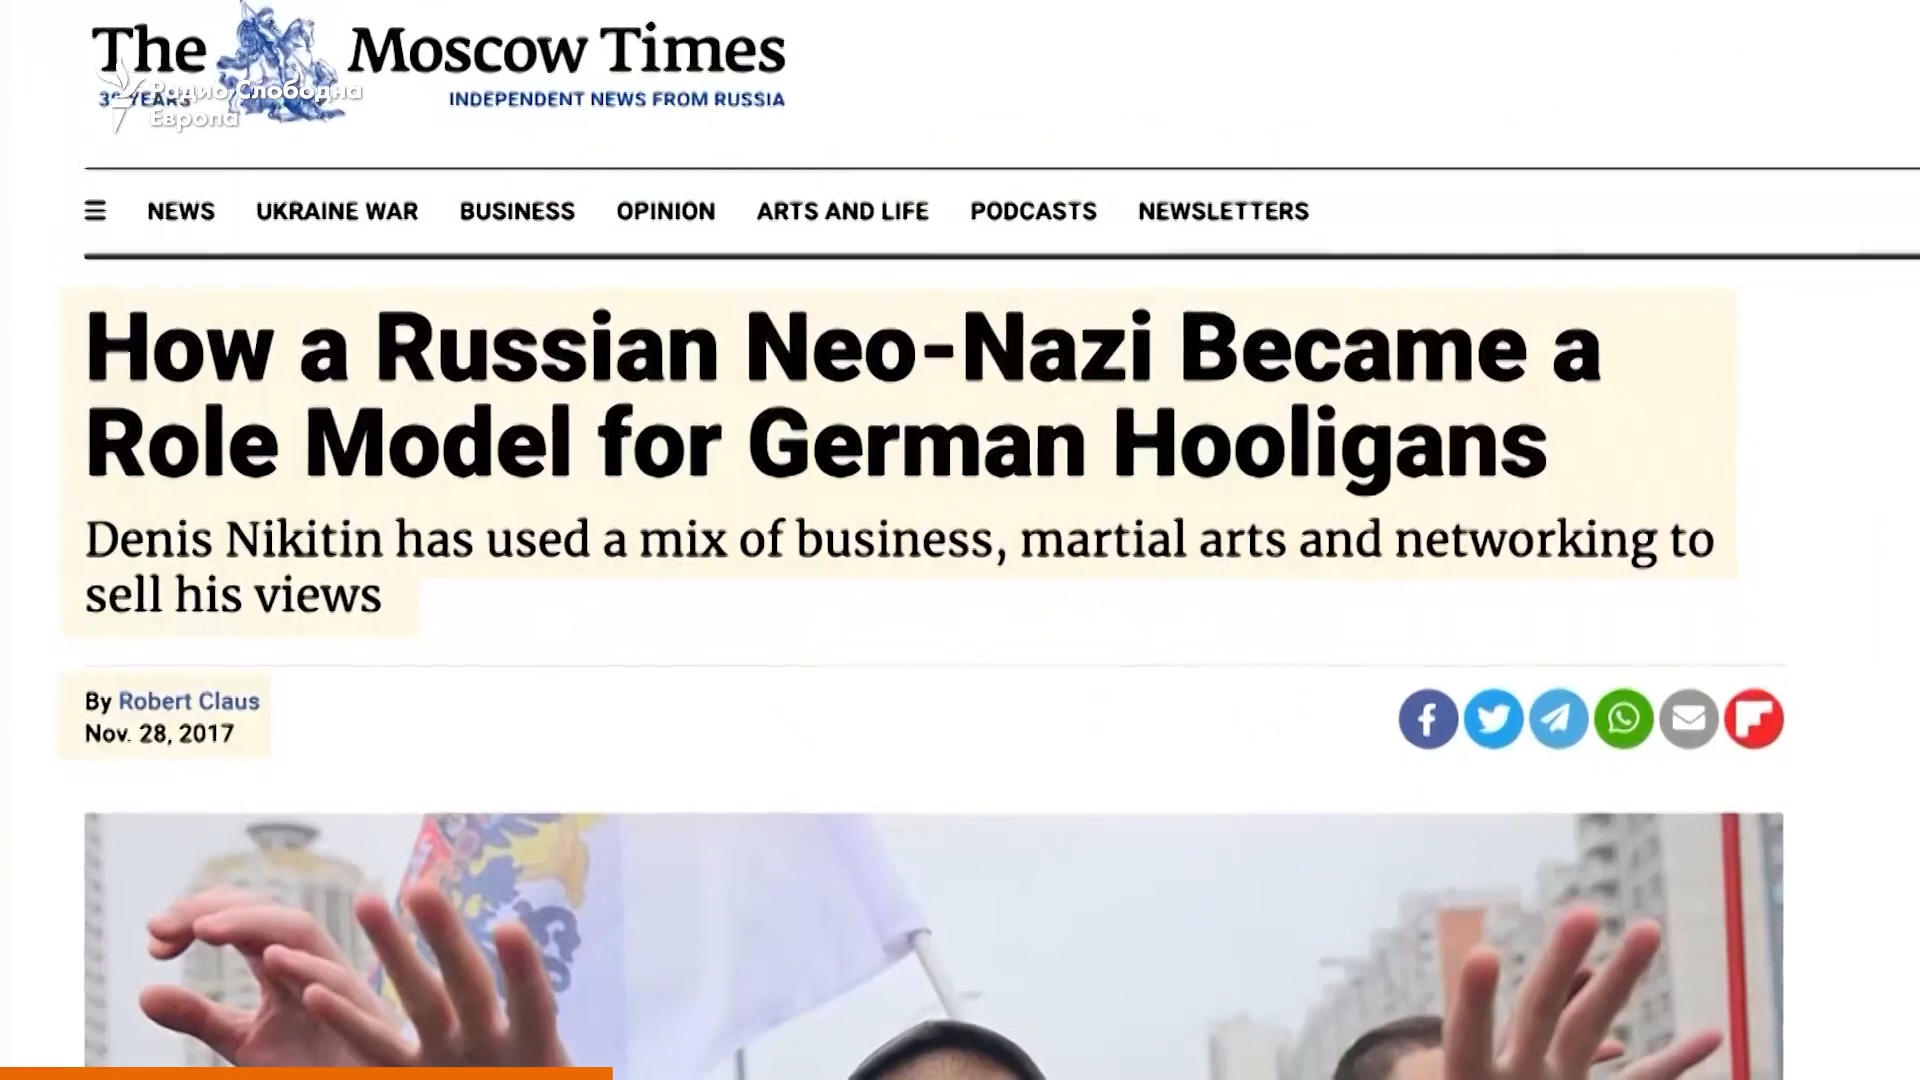 The Moscow Times
30 YEARS INDEPENDENT NEWS FROM RUSSIA
Радио Слободна
Европа
NEWS UKRAINE WAR BUSINESS OPINION ARTS AND LIFE PODCASTS NEWSLETTERS
How a Russian Neo-Nazi Became a
Role Model for German Hooligans
Denis Nikitin has used a mix of business, martial arts and networking to
sell his views
By Robert Claus
Nov. 28, 2017